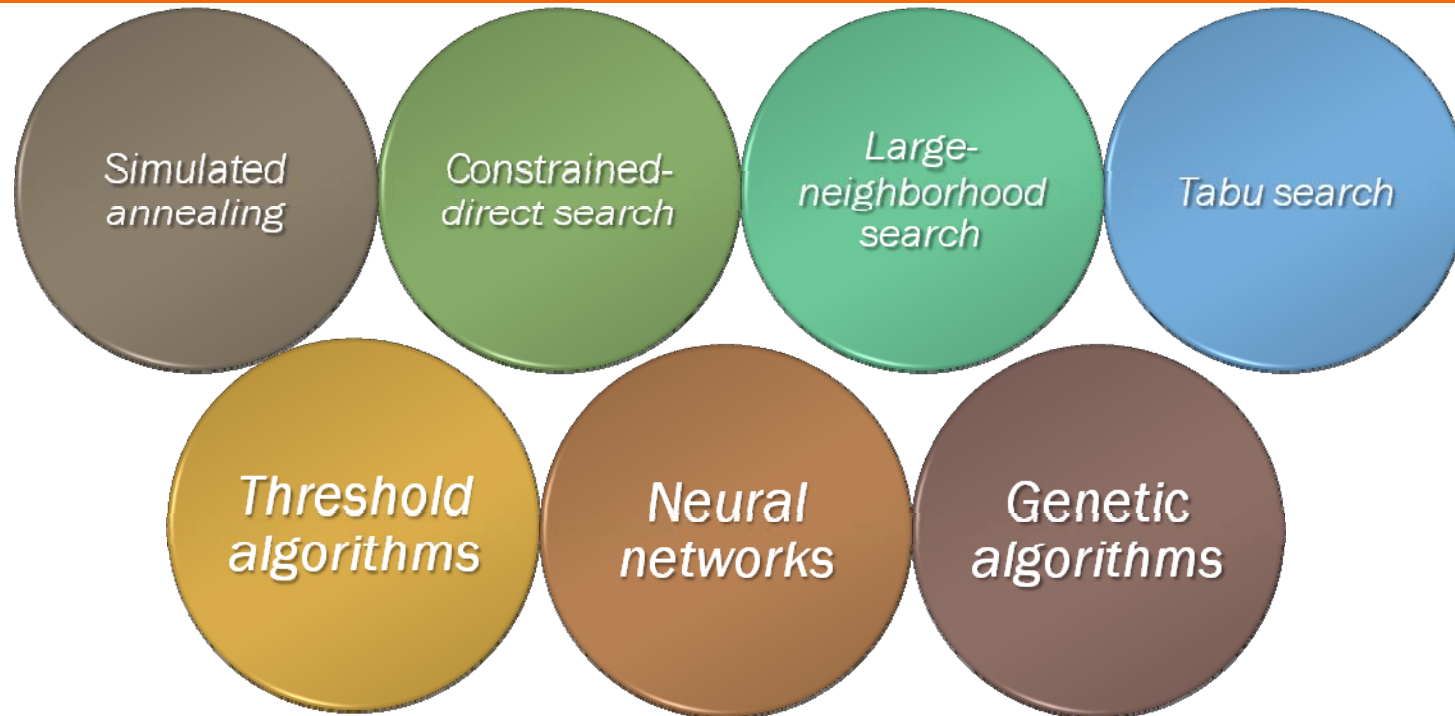 Simulated
annealing
Constrained-
direct search
Large-
neighborhood
search
Tabu search
Threshold
algorithms
Neural
networks
Genetic
algorithms